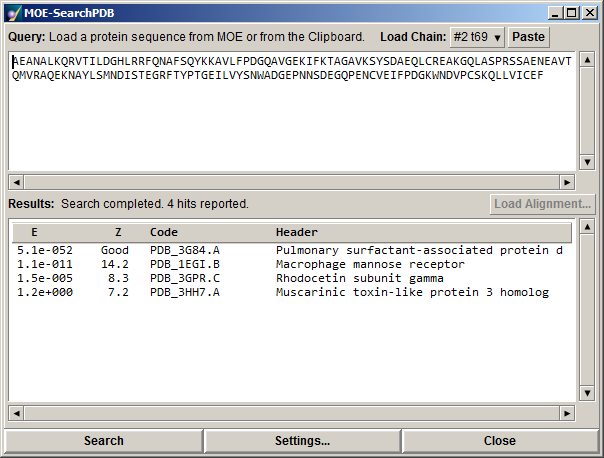 MOE-SearchPDB
Query: Load a protein sequence from MOE or from the Clipboard. Load Chain: #2 t69 Paste
AEANALKQRVTILDGHLRRFQNAFSQYKKAVLFPDGQAVGEKIFKTAGAVKSYSDAEQLCREAKGQLASPRSSAENEAVT
QMVRAQEKNAYLSMNDISTEGRFTYPTGEILVYSNWADGEPNNSDEGQPENCVEIFPDGKWNDVPCSKQLLVICEF
Results: Search completed. 4 hits reported. Load Alignment...
E Z Code Header
5.1e-052 Good PDB_3G84.A Pulmonary surfactant-associated protein d
1.1e-011 14.2 PDB_1EGI.B Macrophage mannose receptor
1.5e-005 8.3 PDB_3GPR.C Rhodocetin subunit gamma
1.2e+000 7.2 PDB_3HH7.A Muscarinic toxin-like protein 3 homolog
Search Settings... Close